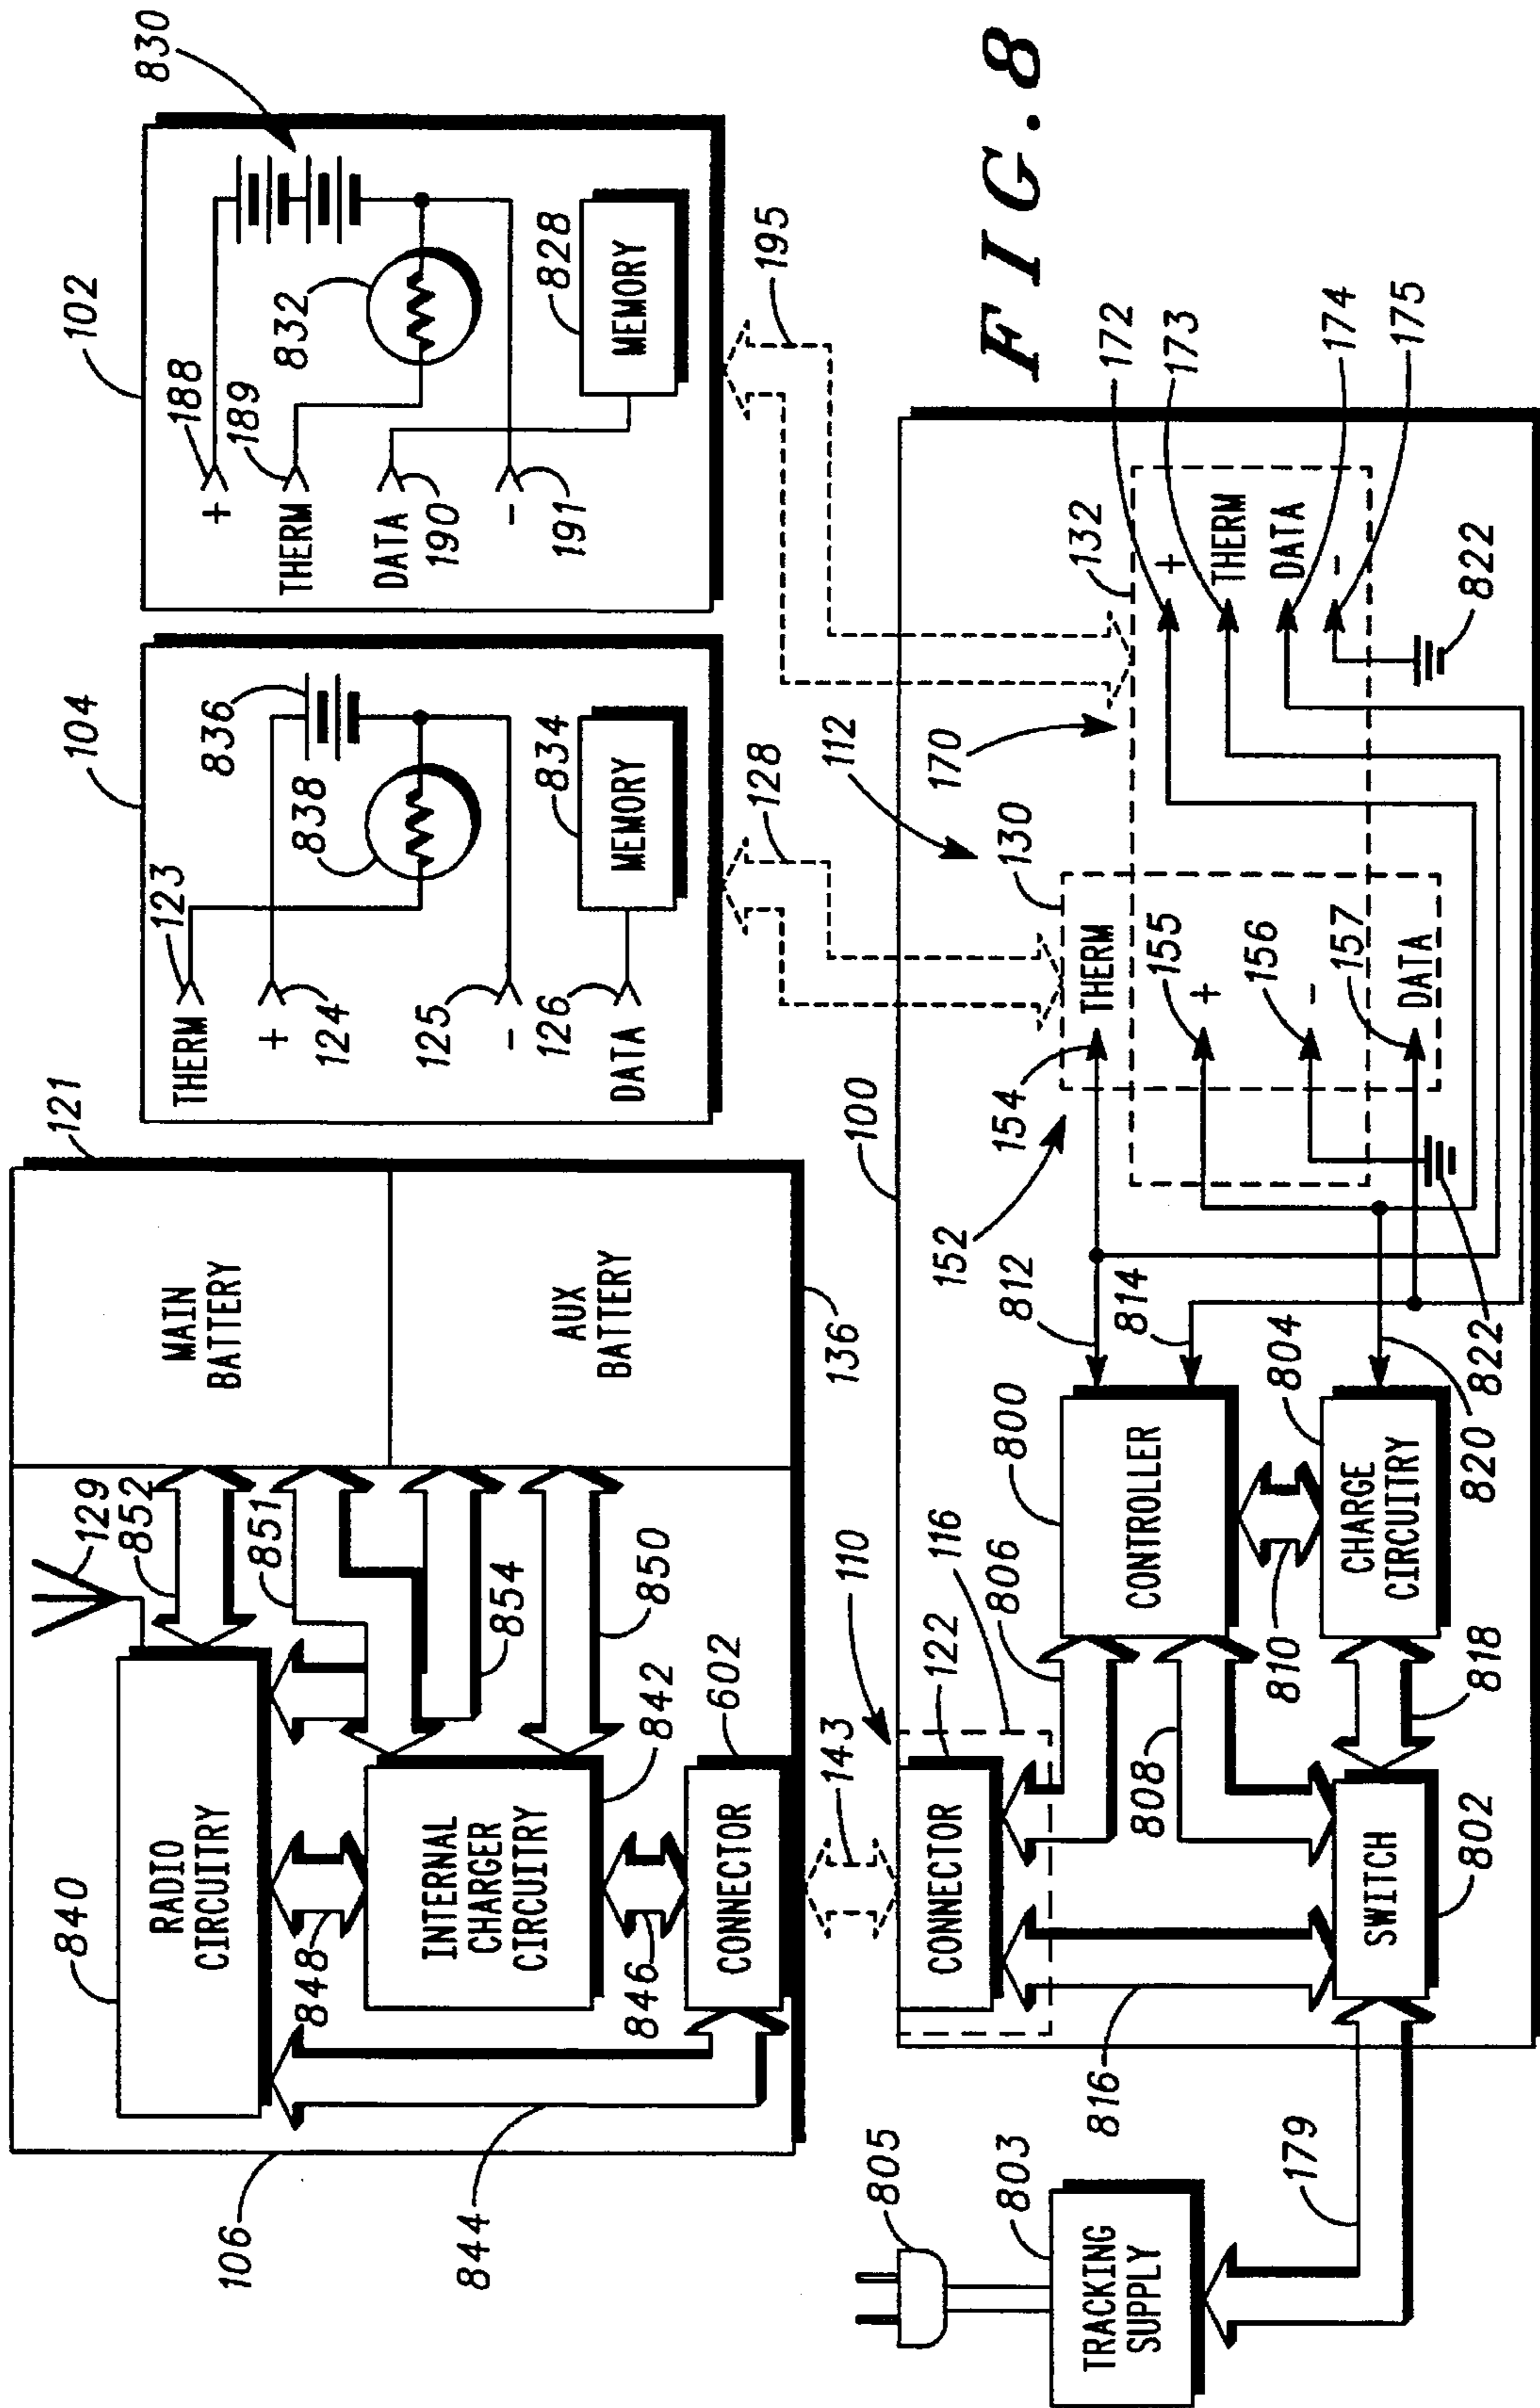 FIG. 8
121
106
129
852
851
854
850
842
602
840
848
846
844
136
143
RADIO
CIRCUITRY
INTERNAL
CHARGER
CIRCUITRY
CONNECTOR
MAIN
BATTERY
AUX
BATTERY
104
123
THERM
+
124
125
-
126
DATA
836
838
834
MEMORY
128
102
188
+
189
THERM
DATA
190
-
191
830
832
828
MEMORY
195
805
803
TRACKING
SUPPLY
179
100
110
116
122
CONNECTOR
806
808
816
800
CONTROLLER
810
804
CHARGE
CIRCUITRY
818
SWITCH
802
812
814
820
822
152
154
THERM
155
+
156
-
157
DATA
130
112
170
132
172
+
173
THERM
DATA
174
-
175
822